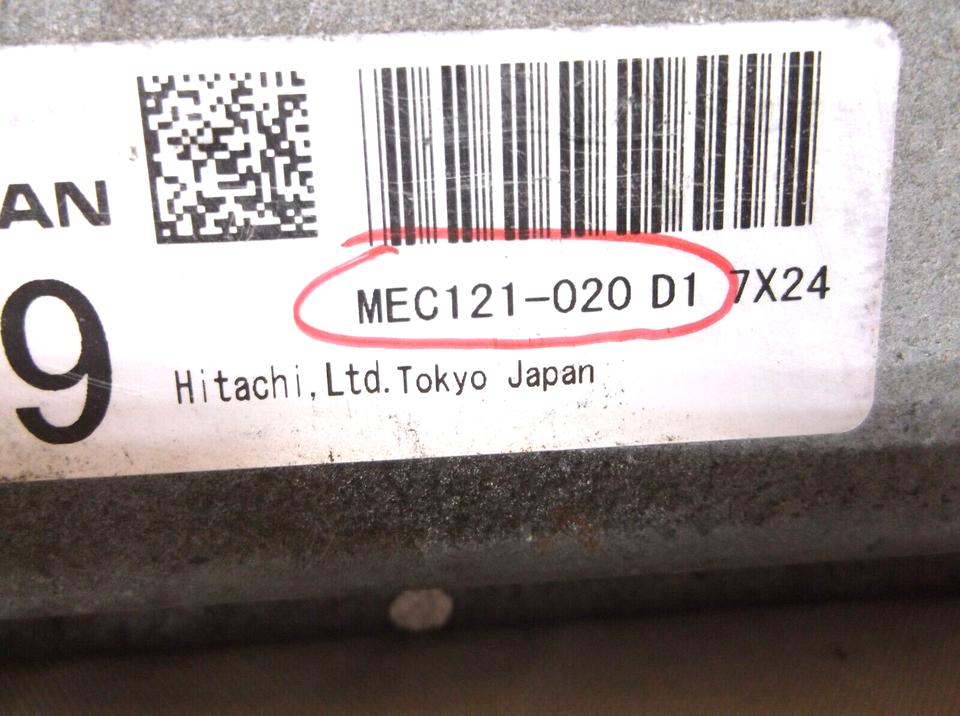 AN
MEC121-020 D1 7X24
9
Hitachi,Ltd.Tokyo Japan